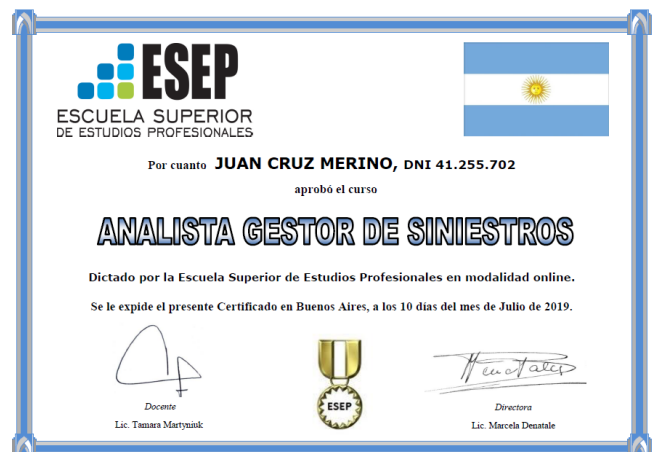 ESEP
ESCUELA SUPERIOR
DE ESTUDIOS PROFESIONALES
Por cuanto JUAN CRUZ MERINO, DNI 41.255.702
aprobó el curso
ANALISTA GESTOR DE SINIESTROS
Dictado por la Escuela Superior de Estudios Profesionales en modalidad online.
Se le expide el presente Certificado en Buenos Aires, a los 10 días del mes de Julio de 2019.
ESEP
Docente
Lic. Tamara Martyniuk
Directora
Lic. Marcela Denatale